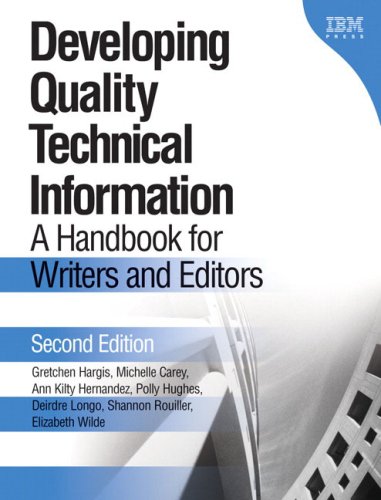 IBM
PRESS
Developing
Quality
Technical
Information
A Handbook for
Writers and Editors
Second Edition
Gretchen Hargis, Michelle Carey,
Ann Kilty Hernandez, Polly Hughes,
Deirdre Longo, Shannon Rouiller,
Elizabeth Wilde